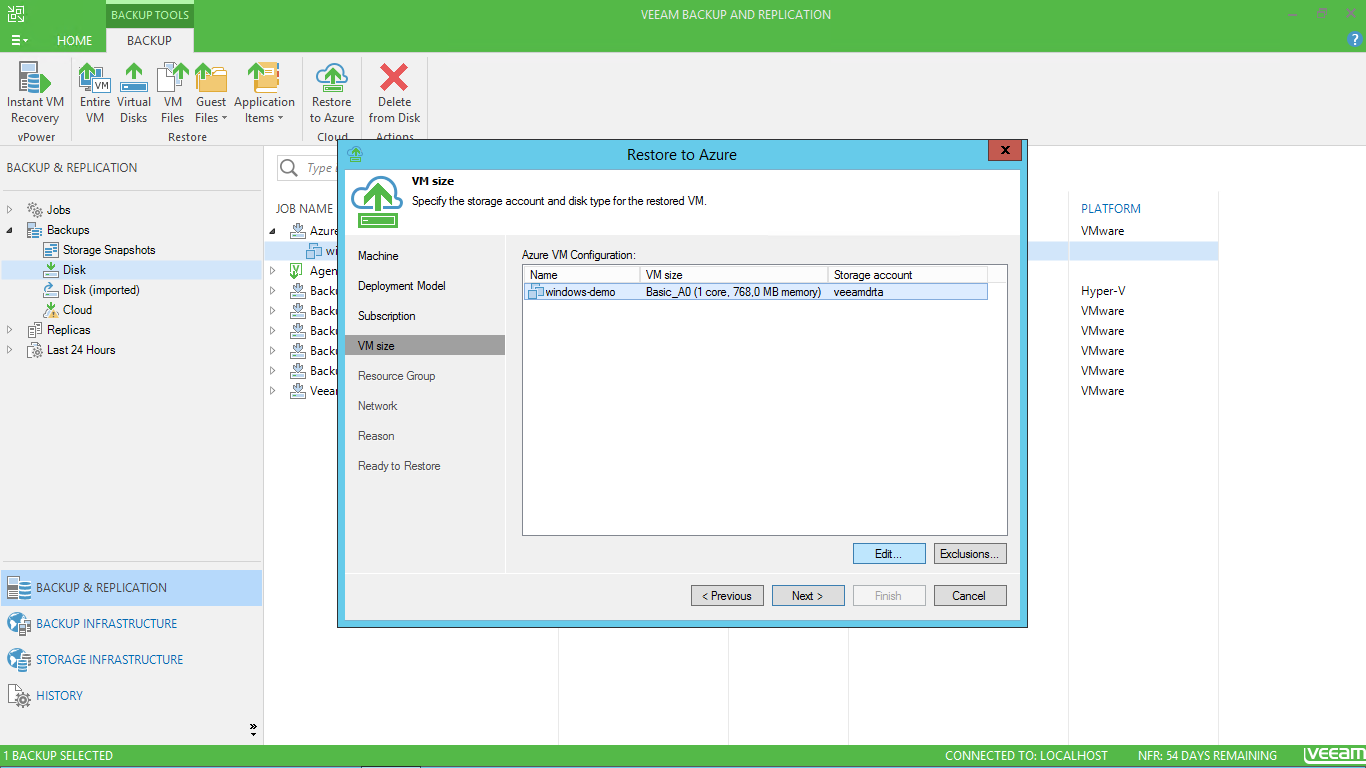 BACKUP TOOLS
VEEAM BACKUP AND REPLICATION
HOME
BACKUP
Instant VM
Recovery
vPower
Entire
VM
Virtual
Disks
VM
Files
Guest
Files
Application
Items
Restore
Restore
to Azure
Cloud
Delete
from Disk
Actions
BACKUP & REPLICATION
Jobs
Backups
Storage Snapshots
Disk
Disk (imported)
Cloud
Replicas
Last 24 Hours
BACKUP & REPLICATION
BACKUP INFRASTRUCTURE
STORAGE INFRASTRUCTURE
HISTORY
Type
JOB NAME
PLATFORM
Azure
VMware
wi
Agen
Backu
Hyper-V
Backu
VMware
Backu
VMware
Backu
VMware
Backu
VMware
Veeam
VMware
Restore to Azure
X
VM size
Specify the storage account and disk type for the restored VM.
Machine
Deployment Model
Subscription
VM size
Resource Group
Network
Reason
Ready to Restore
Azure VM Configuration:
Name VM size Storage account
windows-demo Basic_A0 (1 core, 768,0 MB memory) veeamdrta
Edit... Exclusions...
< Previous Next > Finish Cancel
1 BACKUP SELECTED
CONNECTED TO: LOCALHOST
NFR: 54 DAYS REMAINING
veeam